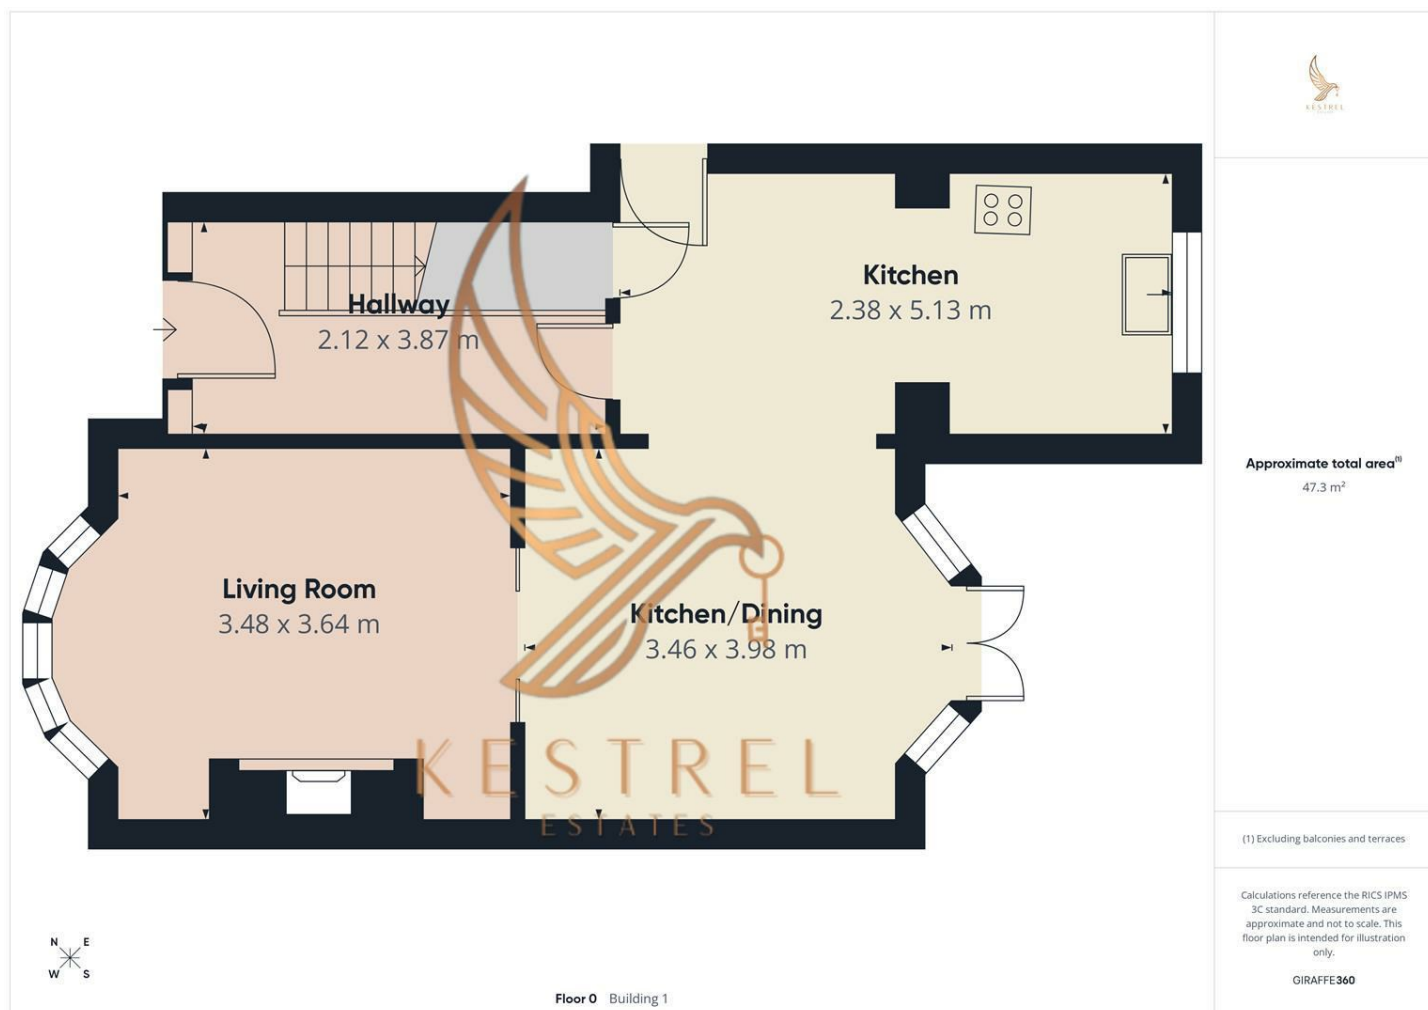 KESTREL
Kitchen
2.38 x 5.13 m
Hallway
2.12 x 3.87 m
Approximate total area(1)
47.3 m²
Living Room
3.48 x 3.64 m
Kitchen/Dining
3.46 x 3.98 m
KESTREL
ESTATES
(1) Excluding balconies and terraces
Calculations reference the RICS IPMS
3C standard. Measurements are
approximate and not to scale. This
floor plan is intended for illustration
only.
GIRAFFE360
N E
W S
Floor 0 Building 1